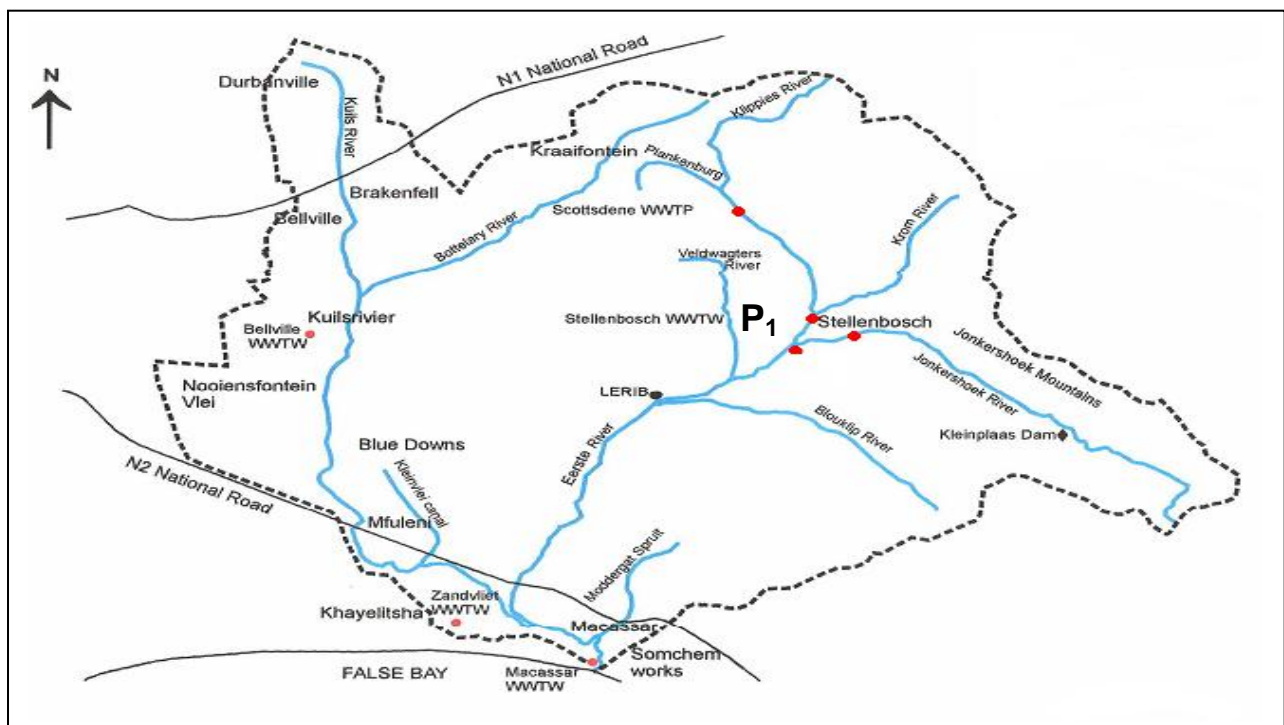 N
N1 National Road
Durbanville
Kuils River
Klippies River
Kraaifontein
Plankenburg
Brakenfell
Scottsdene WWTP
Bellville
Krom River
Bottelary River
Veldwagters
River
P1
Kuilsrivier
Stellenbosch WWTW
Stellenbosch
Bellville
WWTW
Jonkershoek Mountains
Jonkershoek River
Nooiensfontein
Vlei
LERIB
Blouklip River
Kleinplaas Dam
Blue Downs
Eerste River
Kleinvlei canal
N2 National Road
Mfuleni
Moddergat Spruit
Zandvliet
WWTW
Khayelitsha
Macassar
Somchem
works
FALSE BAY
Macassar
WWTW